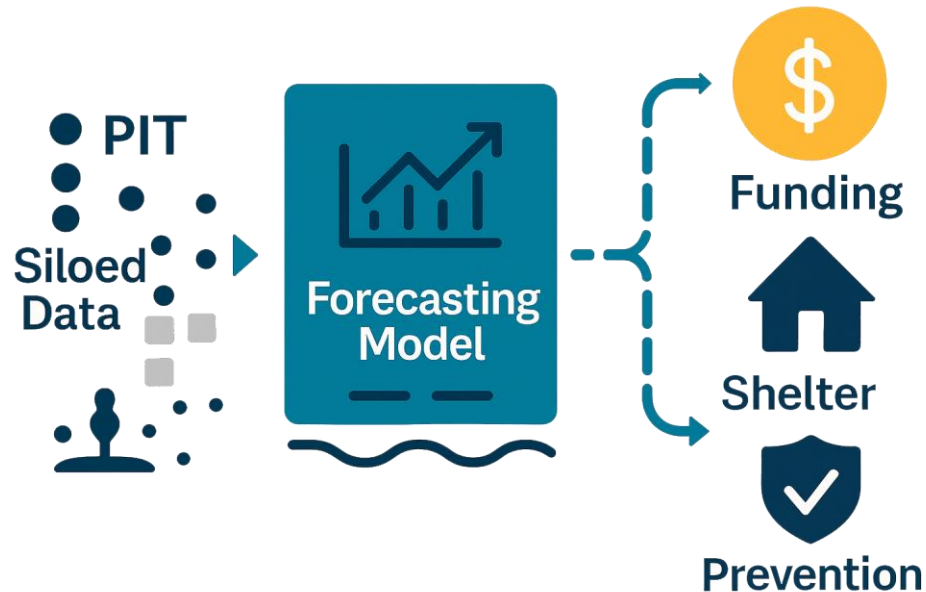 PIT
Siloed
Data
Forecasting
Model
$
Funding
Shelter
Prevention